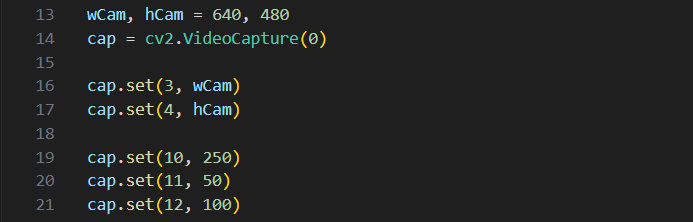 13 wCam, hCam = 640, 480
14 cap = cv2.VideoCapture(0)
15
16 cap.set(3, wCam)
17 cap.set(4, hCam)
18
19 cap.set(10, 250)
20 cap.set(11, 50)
21 cap.set(12, 100)